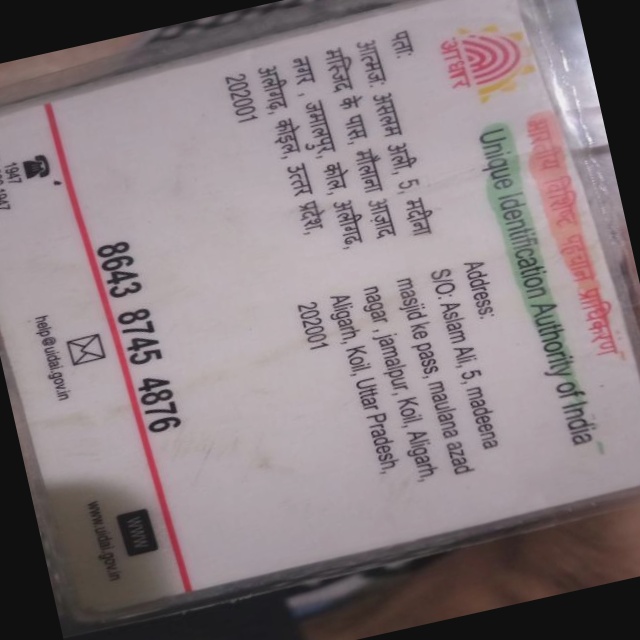 आधार
भारतीय विशिष्ट पहचान प्राधिकरण
Unique Identification Authority of India
पता:
आत्मज: असलम अली, 5, मदीना
मस्जिद के पास, मौलाना आजाद
नगर, जमालपुर, कोल, अलीगढ़,
अलीगढ़, कोल, उत्तर प्रदेश,
202001
Address:
S/O: Aslam Ali, 5, madeena
masjid ke pass, maulana azad
nagar, jamalpur, Koil, Aligarh,
Aligarh, Koil, Uttar Pradesh,
202001
8643 8745 4876
1947
help@uidai.gov.in
WWW
www.uidai.gov.in